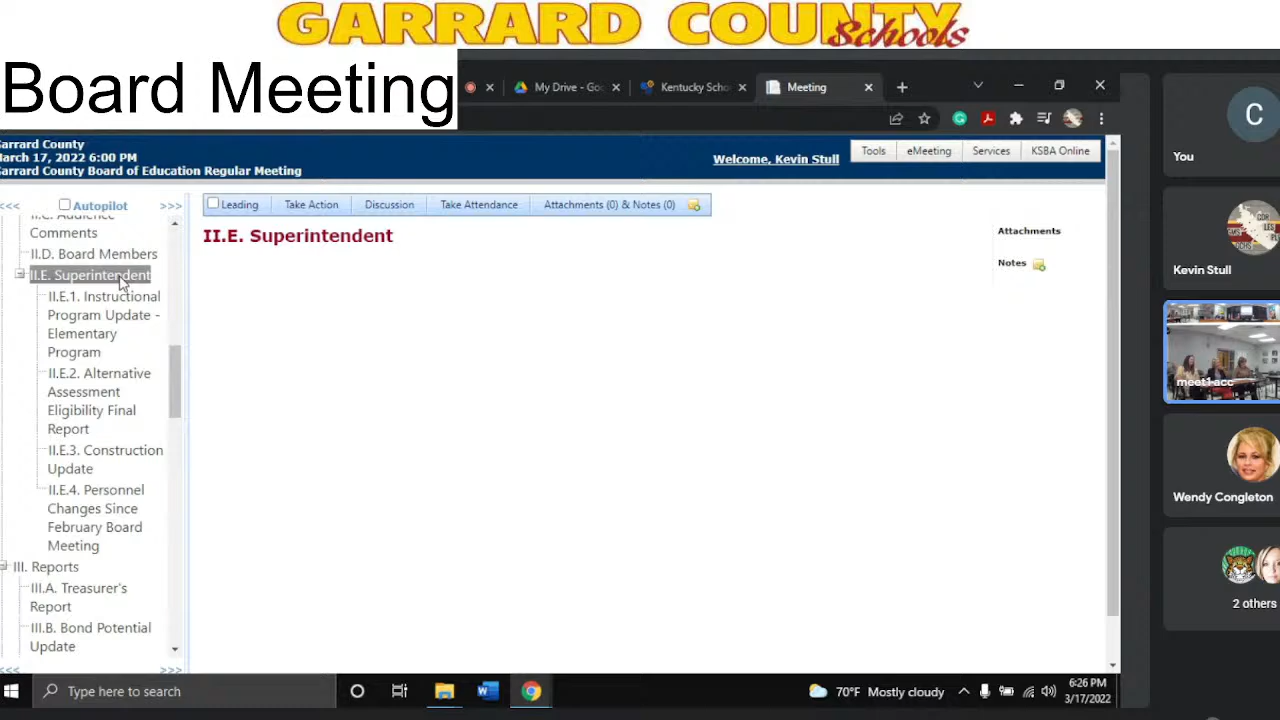 GARRARD COUNTY
Schools
Board Meeting
My Drive - Goo
Kentucky Scho
Meeting
Garrard County
March 17, 2022 6:00 PM
Garrard County Board of Education Regular Meeting
Welcome, Kevin Stull
Tools
eMeeting
Services
KSBA Online
<<<
Autopilot
>>>
Leading
Take Action
Discussion
Take Attendance
Attachments (0) & Notes (0)
II.C. Audience
Comments
II.D. Board Members
II.E. Superintendent
II.E.1. Instructional
Program Update -
Elementary
Program
II.E.2. Alternative
Assessment
Eligibility Final
Report
II.E.3. Construction
Update
II.E.4. Personnel
Changes Since
February Board
Meeting
III. Reports
III.A. Treasurer's
Report
III.B. Bond Potential
Update
<<<
>>>
II.E. Superintendent
Attachments
Notes
C
You
Kevin Stull
meet1 acc
Wendy Congleton
2 others
Type here to search
70°F Mostly cloudy
6:26 PM
3/17/2022